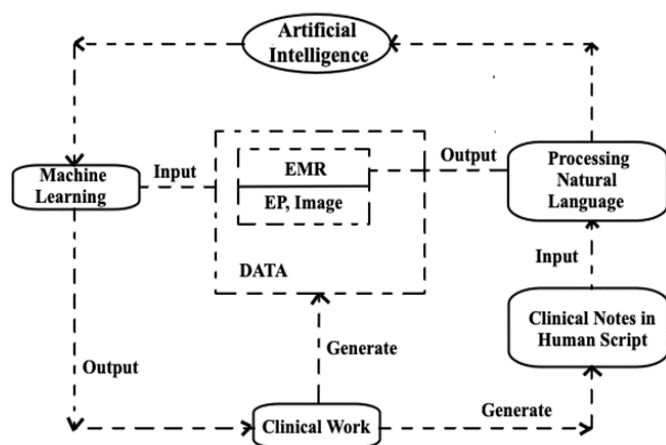 Artificial
Intelligence
Machine
Learning
Input
EMR
EP, Image
DATA
Output
Processing
Natural
Language
Input
Clinical Notes in
Human Script
Generate
Output
Clinical Work
Generate